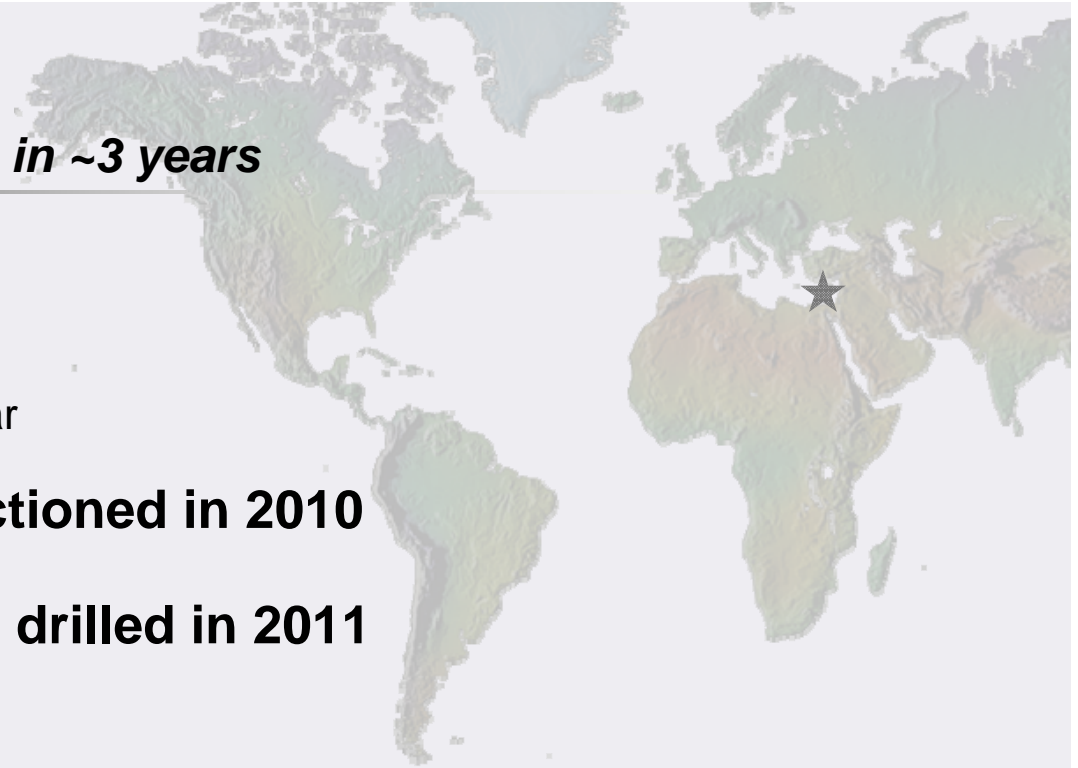 in ~3 years
ar
ctioned in 2010
drilled in 2011